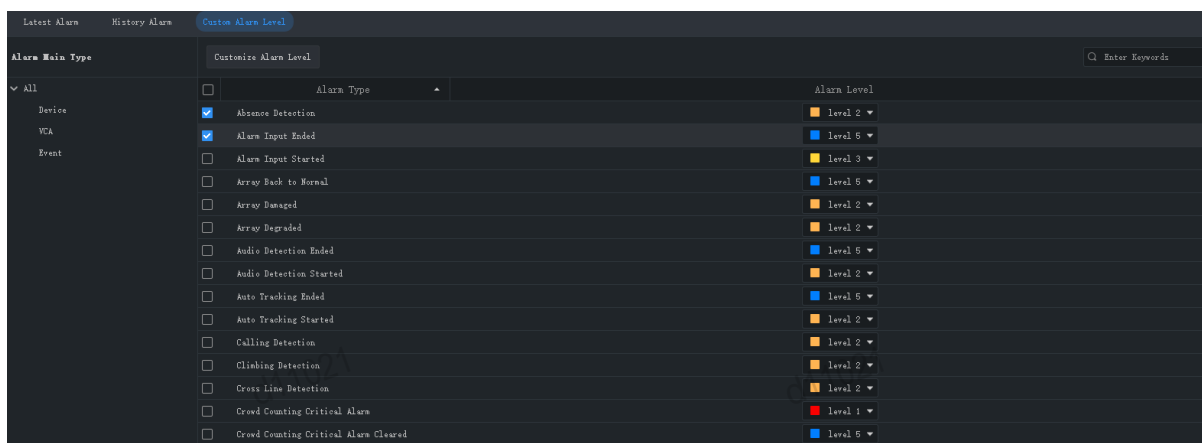 Latest Alarm History Alarm Custom Alarm Level
Alarm Main Type Customize Alarm Level Enter Keywords
All Alarm Type Alarm Level
Device Absence Detection level 2
VCA Alarm Input Ended level 5
Event Alarm Input Started level 3
Array Back to Normal level 5
Array Damaged level 2
Array Degraded level 2
Audio Detection Ended level 5
Audio Detection Started level 2
Auto Tracking Ended level 5
Auto Tracking Started level 2
Calling Detection level 2
Climbing Detection level 2
Cross Line Detection level 2
Crowd Counting Critical Alarm level 1
Crowd Counting Critical Alarm Cleared level 5